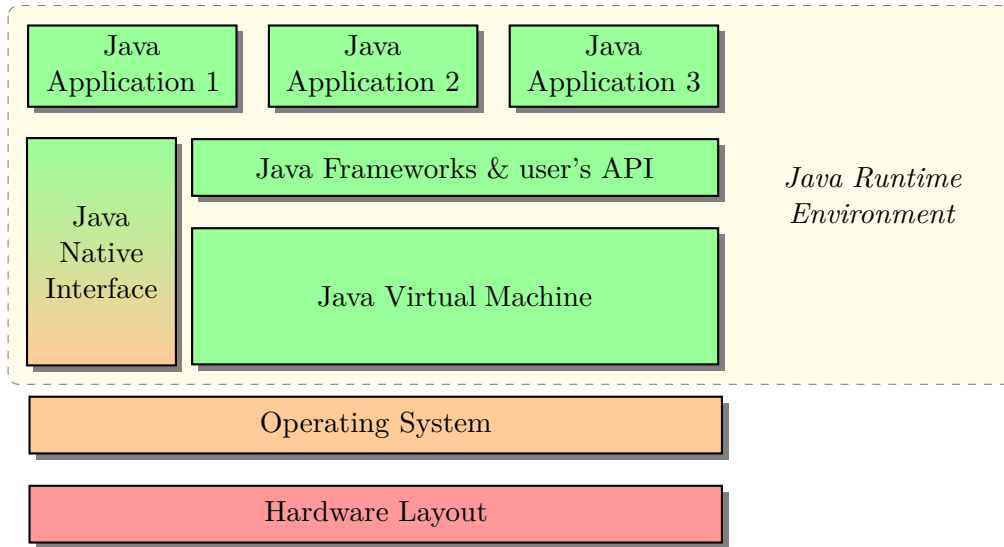 Java
Application 1
Java
Application 2
Java
Application 3
Java Frameworks & user's API
Java Runtime
Environment
Java
Native
Interface
Java Virtual Machine
Operating System
Hardware Layout